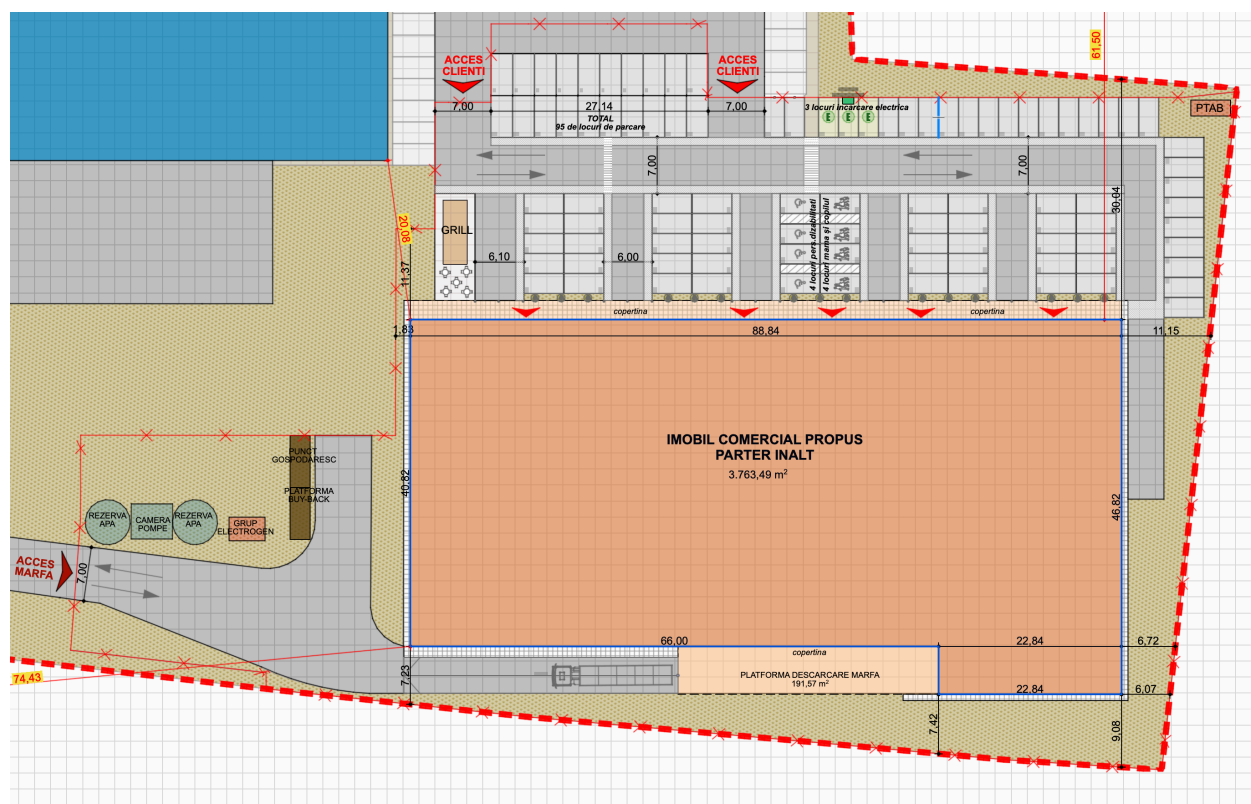 61,50
ACCES
CLIENTI
ACCES
CLIENTI
7,00
27,14
7,00
TOTAL
95 de locuri de parcare
3 locuri incarcare electrica
E
E
E
PTAB
7,00
7,00
30,04
20,08
11,37
GRILL
6,10
6,00
4 locuri pers.dizabilitati
4 locuri mama și copilul
copertina
copertina
1,83
88,84
11,15
IMOBIL COMERCIAL PROPUS
PARTER INALT
3.763,49 m²
40,82
46,82
PUNCT
GOSPODARESC
PLATFORMA
BUY-BACK
REZERVA
APA
CAMERA
POMPE
REZERVA
APA
GRUP
ELECTROGEN
ACCES
MARFA
7,00
66,00
22,84
6,72
copertina
PLATFORMA DESCARCARE MARFA
191,57 m²
74,43
7,23
22,84
6,07
7,42
9,08